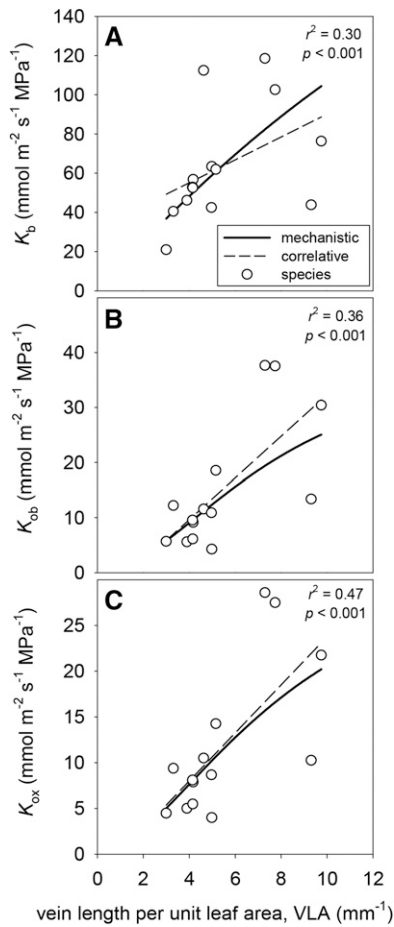 A
r² = 0.30
p < 0.001
140
120
100
80
60
40
20
0
K_b (mmol m⁻² s⁻¹ MPa⁻¹)
mechanistic
correlative
species
B
r² = 0.36
p < 0.001
40
30
20
10
0
K_ob (mmol m⁻² s⁻¹ MPa⁻¹)
C
r² = 0.47
p < 0.001
25
20
15
10
5
0
K_ox (mmol m⁻² s⁻¹ MPa⁻¹)
0 2 4 6 8 10 12
vein length per unit leaf area, VLA (mm⁻¹)